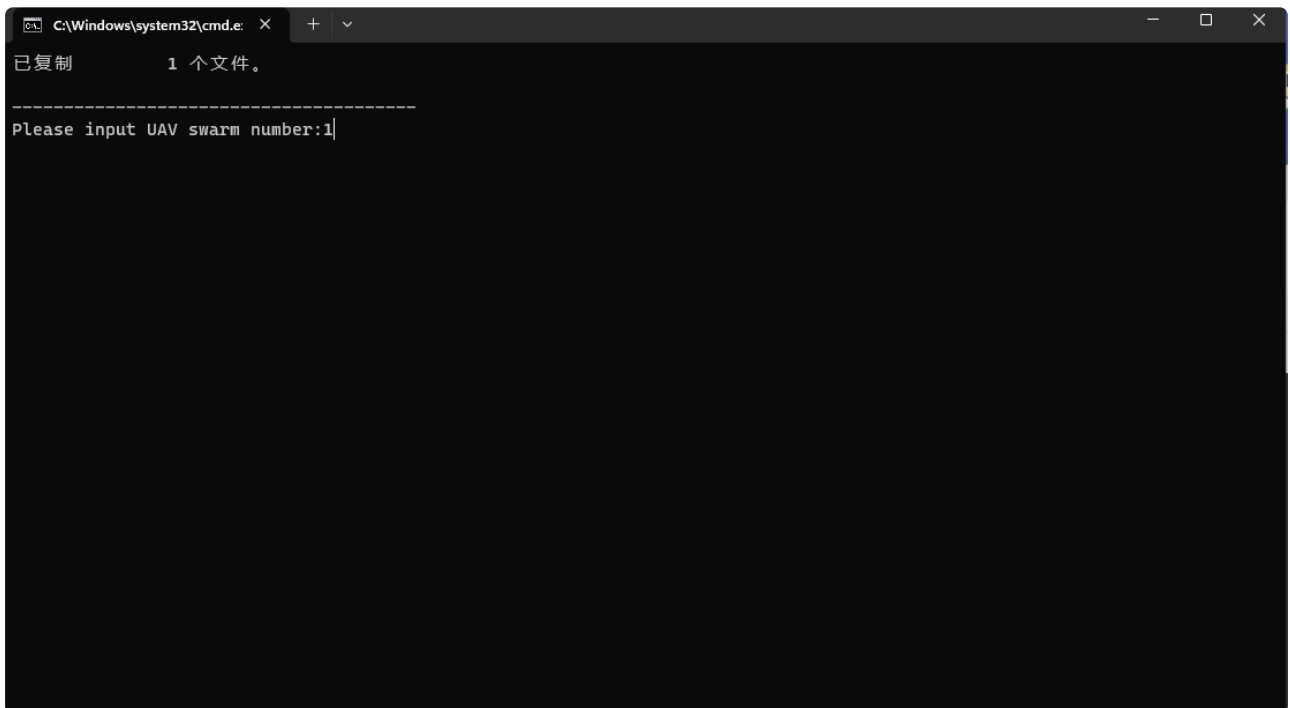 C:\Windows\system32\cmd.e:
已复制         1 个文件。
---------------------------------------
Please input UAV swarm number:1